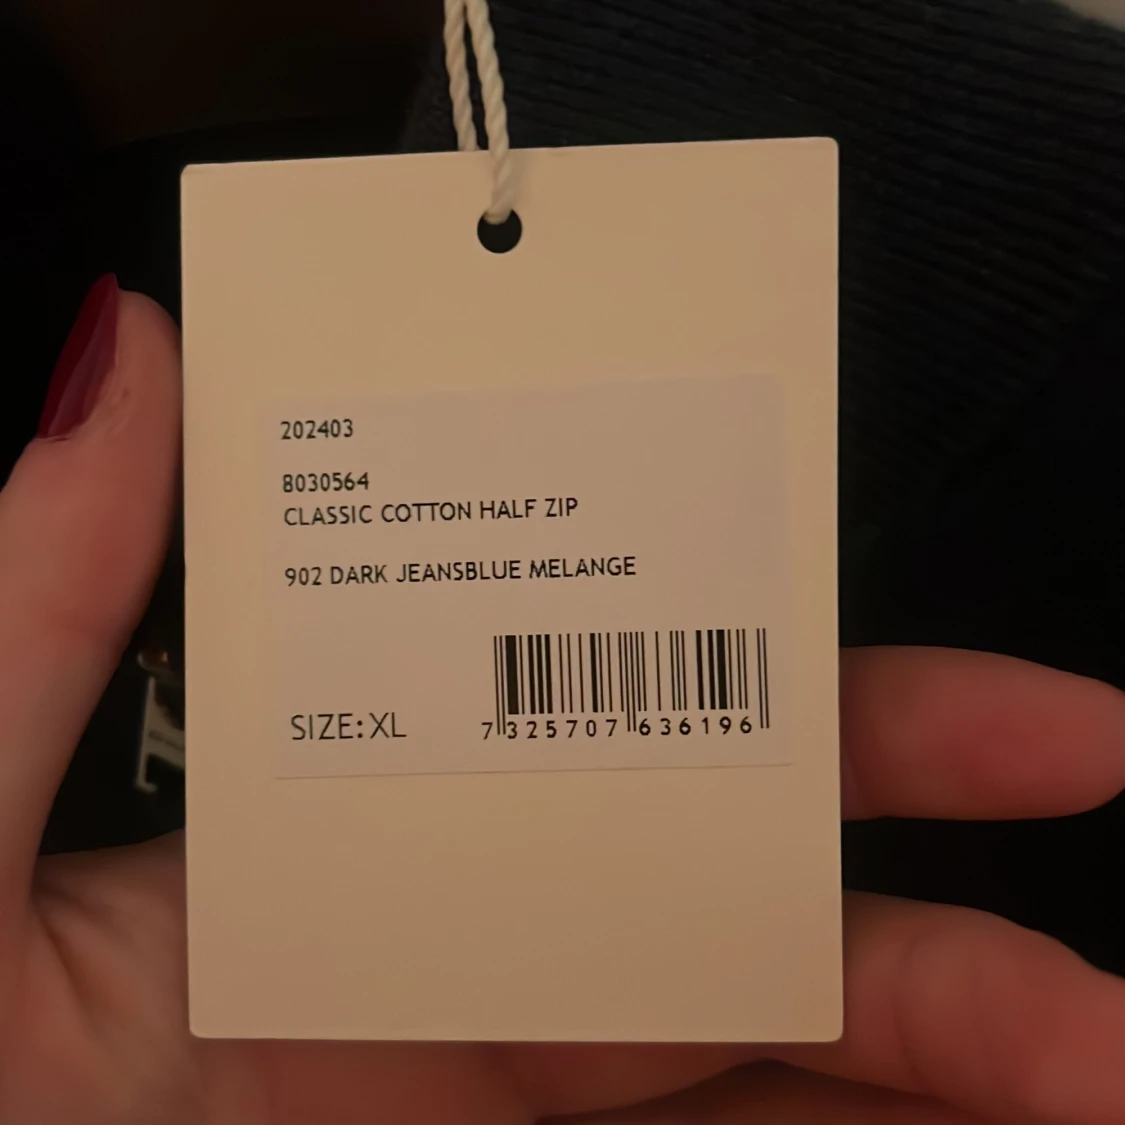 202403
8030564
CLASSIC COTTON HALF ZIP
902 DARK JEANSBLUE MELANGE
SIZE: XL
7 325707 636196